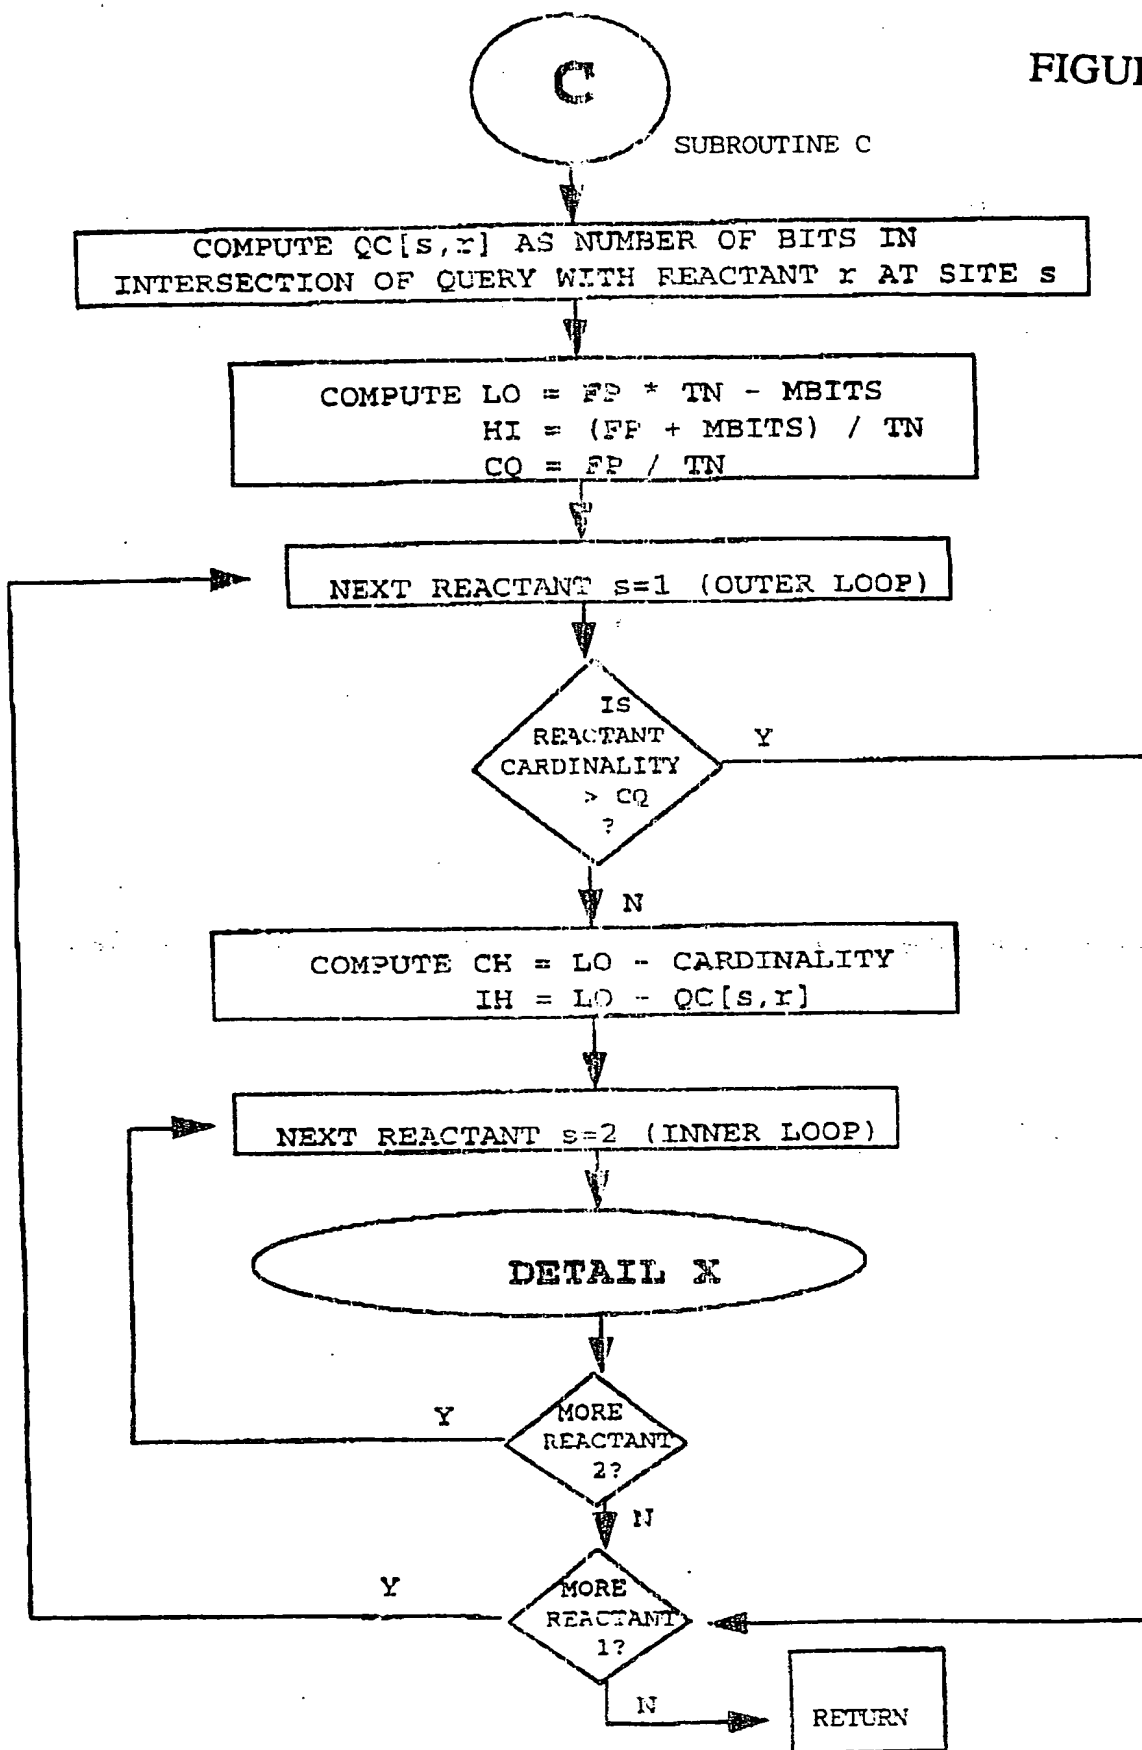 C
FIGUI
SUBROUTINE C
COMPUTE QC[s,r] AS NUMBER OF BITS IN
INTERSECTION OF QUERY WITH REACTANT r AT SITE s
COMPUTE LO = FP * TN - MBITS
HI = (FP + MBITS) / TN
CQ = FP / TN
NEXT REACTANT s=1 (OUTER LOOP)
IS
REACTANT
CARDINALITY
> CQ
?
Y
N
COMPUTE CH = LO - CARDINALITY
IH = LO - QC[s,r]
NEXT REACTANT s=2 (INNER LOOP)
DETAIL X
MORE
REACTANT
2?
Y
N
MORE
REACTANT
1?
Y
N
RETURN